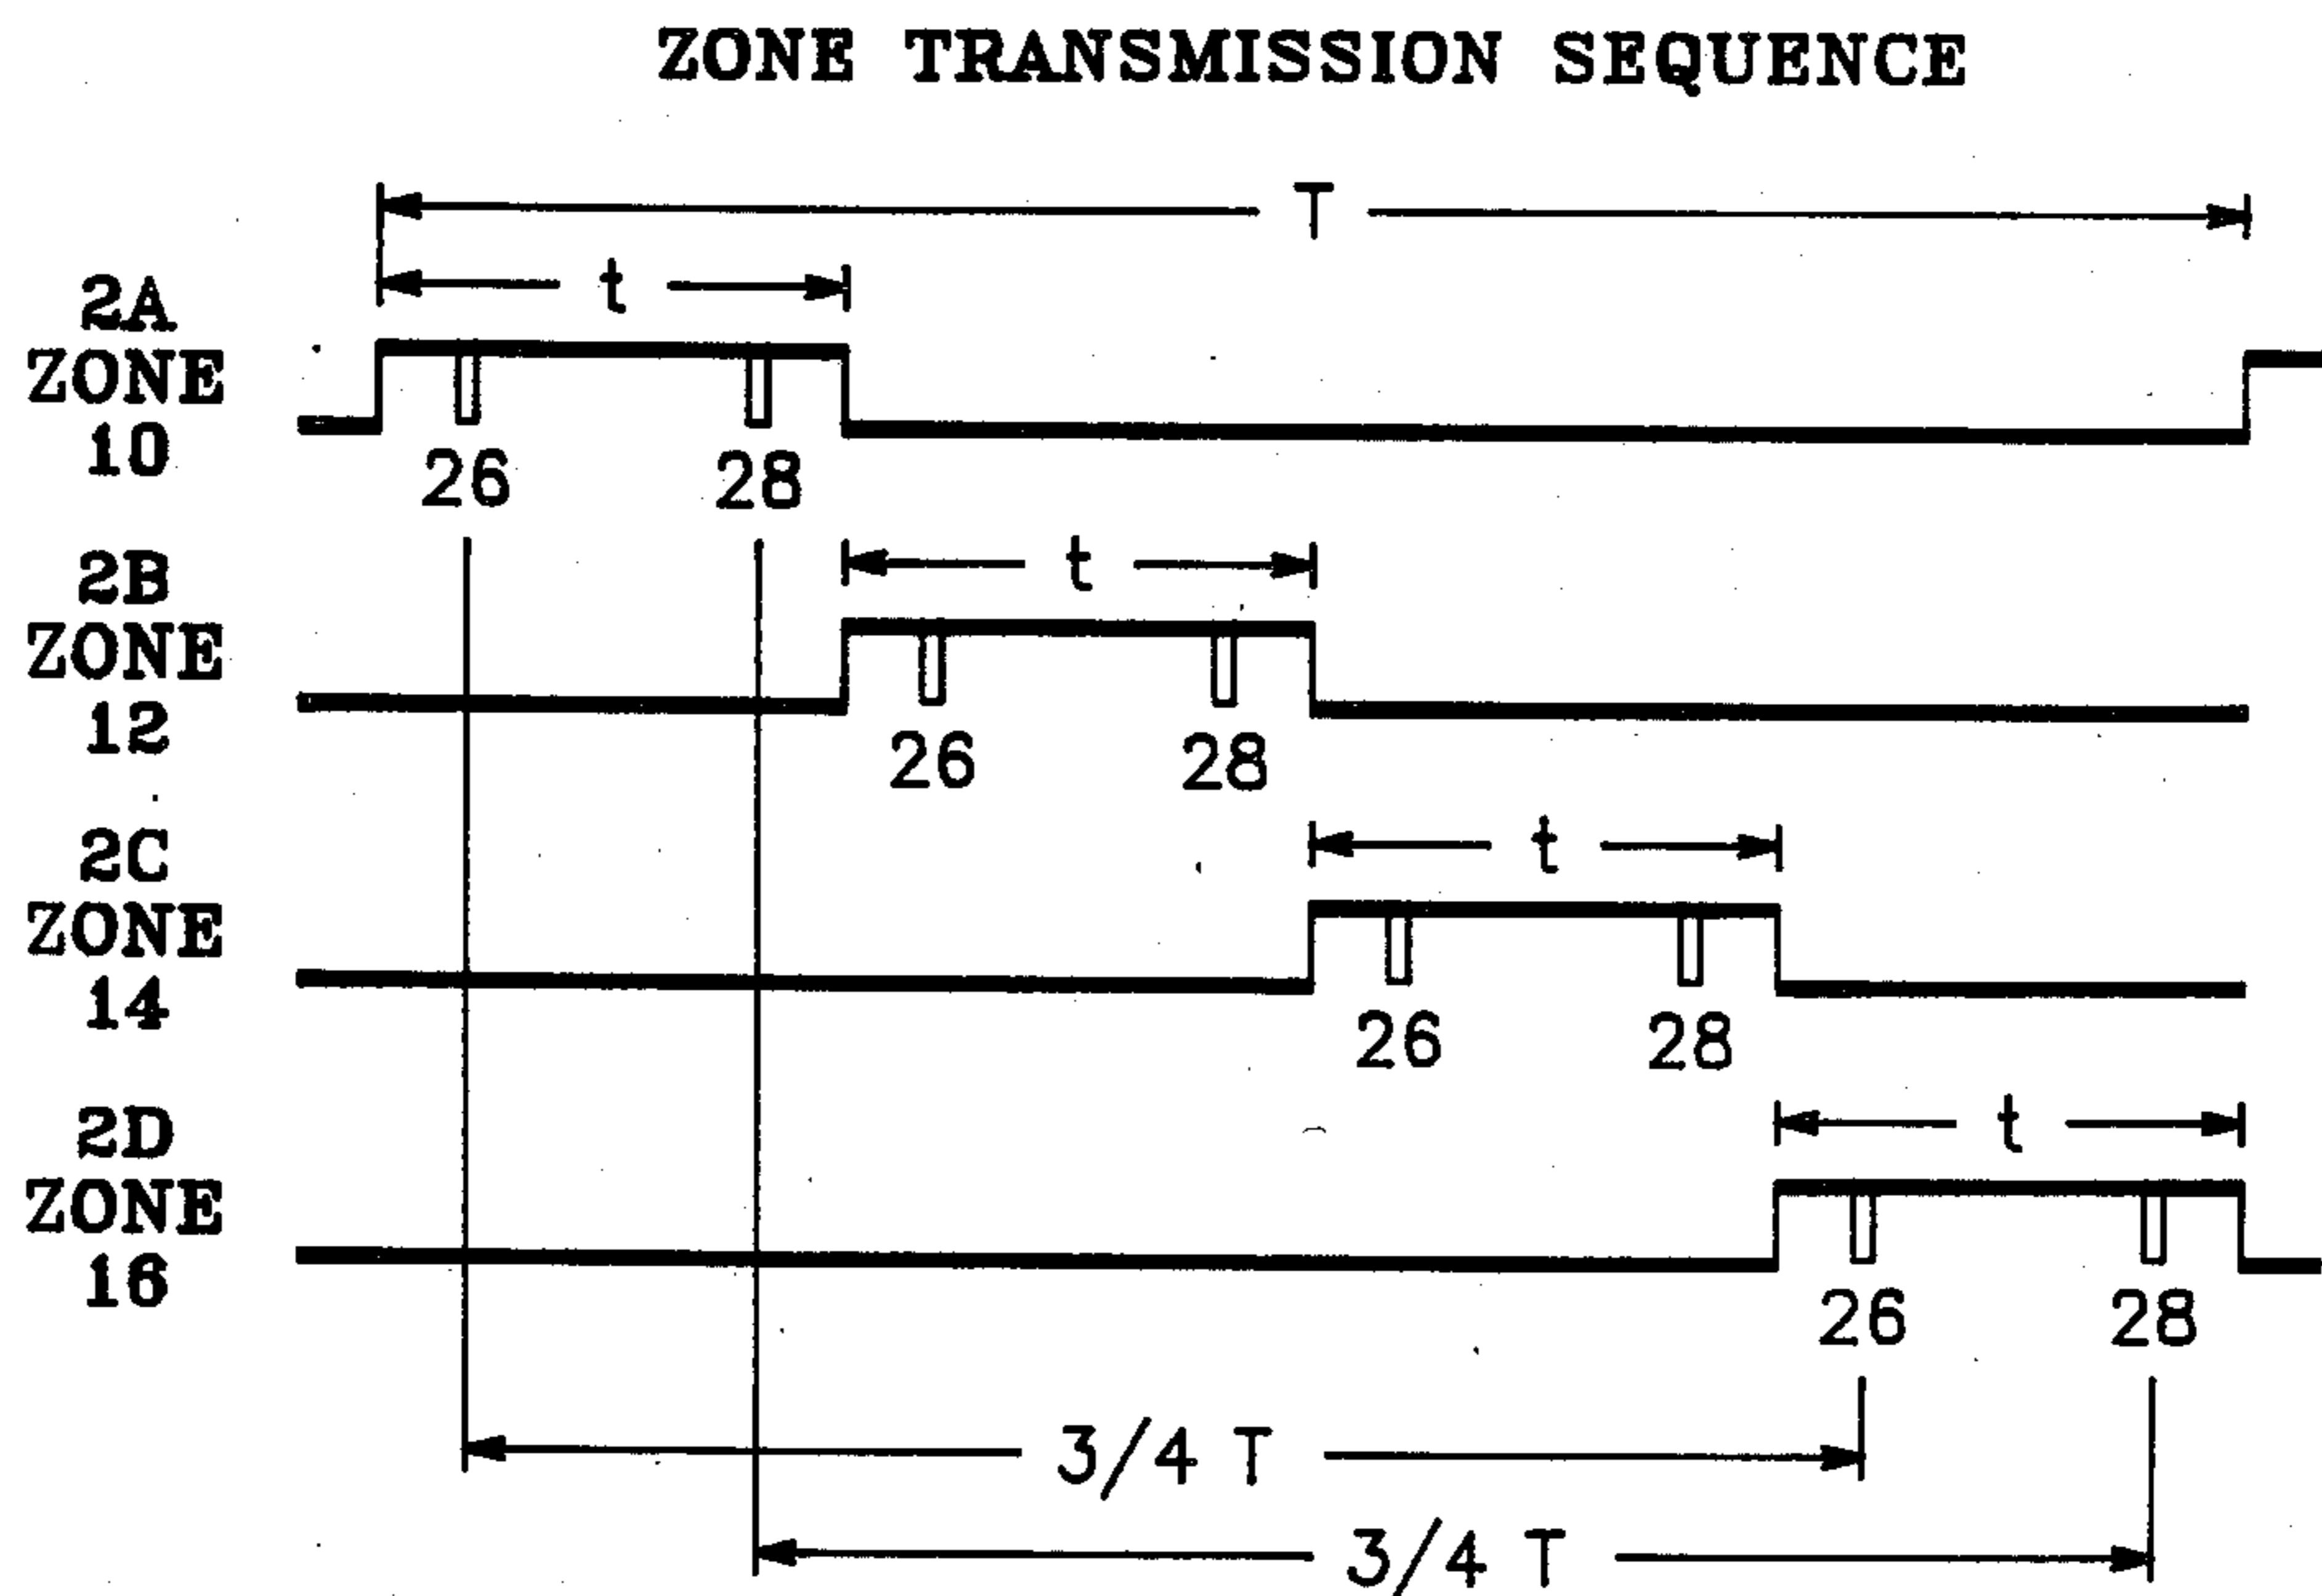 ZONE TRANSMISSION SEQUENCE
T
t
2A
ZONE
10
26 28
t
2B
ZONE
12
26 28
t
2C
ZONE
14
26 28
t
2D
ZONE
16
26 28
3/4 T
3/4 T